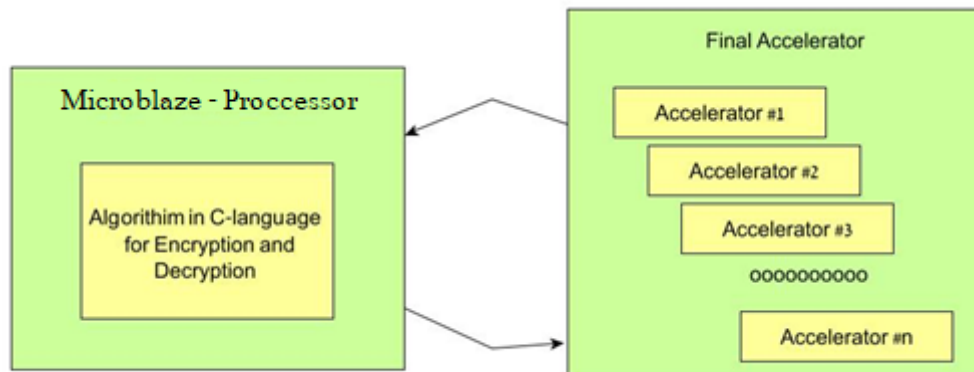 Microblaze - Proccessor
Algorithim in C-language
for Encryption and
Decryption
Final Accelerator
Accelerator #1
Accelerator #2
Accelerator #3
oooooooooo
Accelerator #n